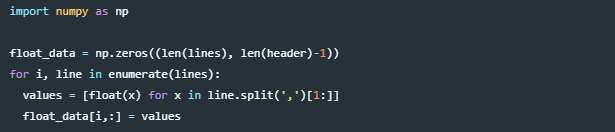 import numpy as np

float_data = np.zeros((len(lines), len(header)-1))
for i, line in enumerate(lines):
  values = [float(x) for x in line.split(',')[1:]]
  float_data[i,:] = values